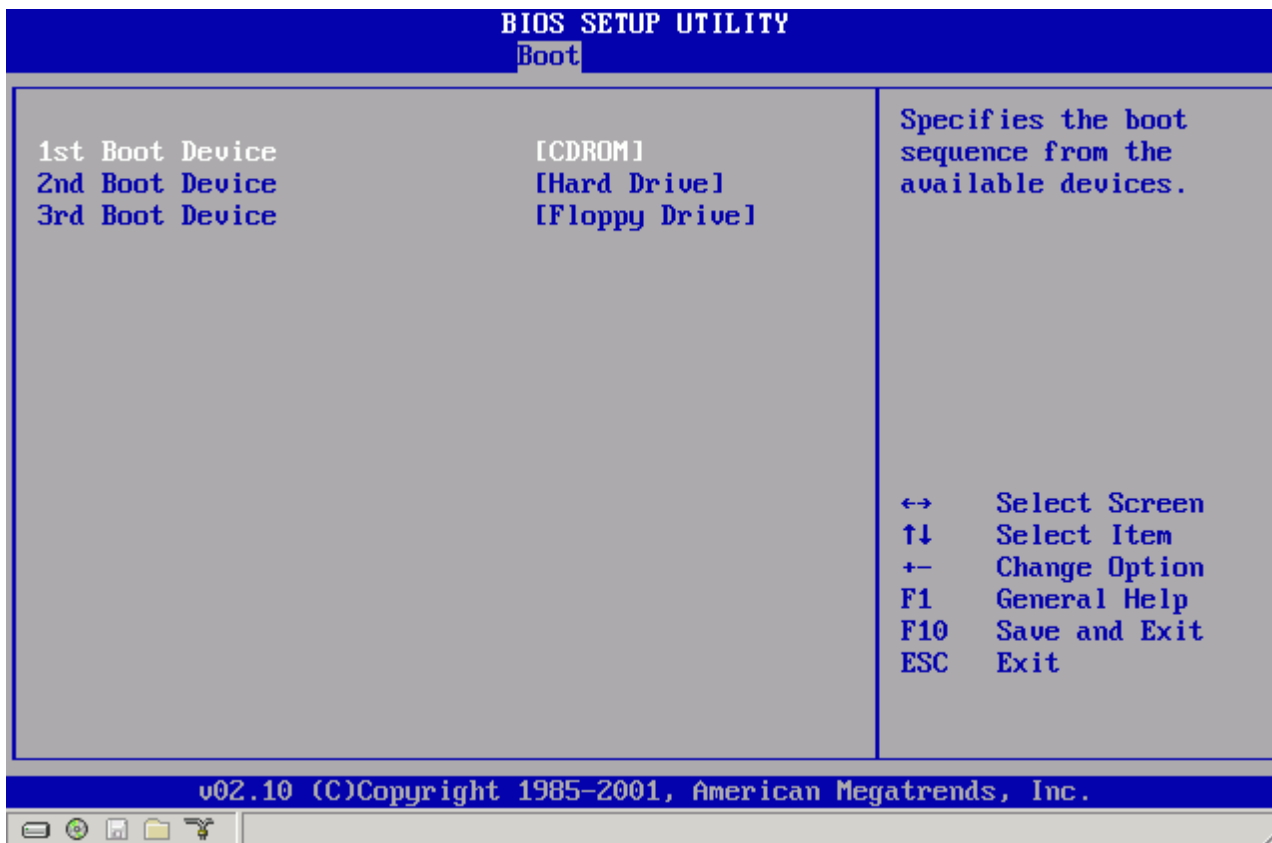 BIOS SETUP UTILITY
Boot
1st Boot Device [CDROM]
2nd Boot Device [Hard Drive]
3rd Boot Device [Floppy Drive]
Specifies the boot
sequence from the
available devices.
←→ Select Screen
↑↓ Select Item
+- Change Option
F1 General Help
F10 Save and Exit
ESC Exit
v02.10 (C)Copyright 1985-2001, American Megatrends, Inc.